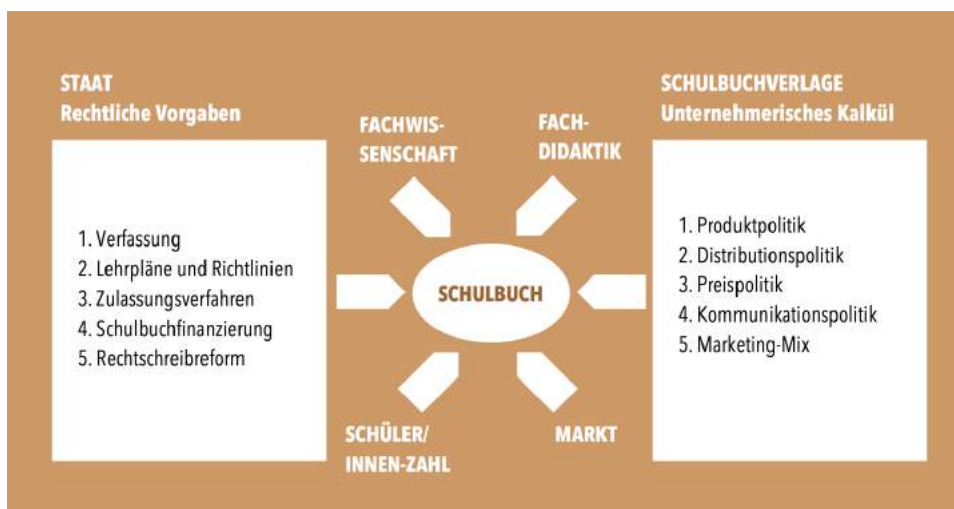 STAAT
Rechtliche Vorgaben
1. Verfassung
2. Lehrpläne und Richtlinien
3. Zulassungsverfahren
4. Schulbuchfinanzierung
5. Rechtschreibreform
FACHWIS-
SENSCHAFT
FACH-
DIDAKTIK
SCHULBUCH
SCHÜLER/
INNEN-ZAHL
MARKT
SCHULBUCHVERLAGE
Unternehmerisches Kalkül
1. Produktpolitik
2. Distributionspolitik
3. Preispolitik
4. Kommunikationspolitik
5. Marketing-Mix